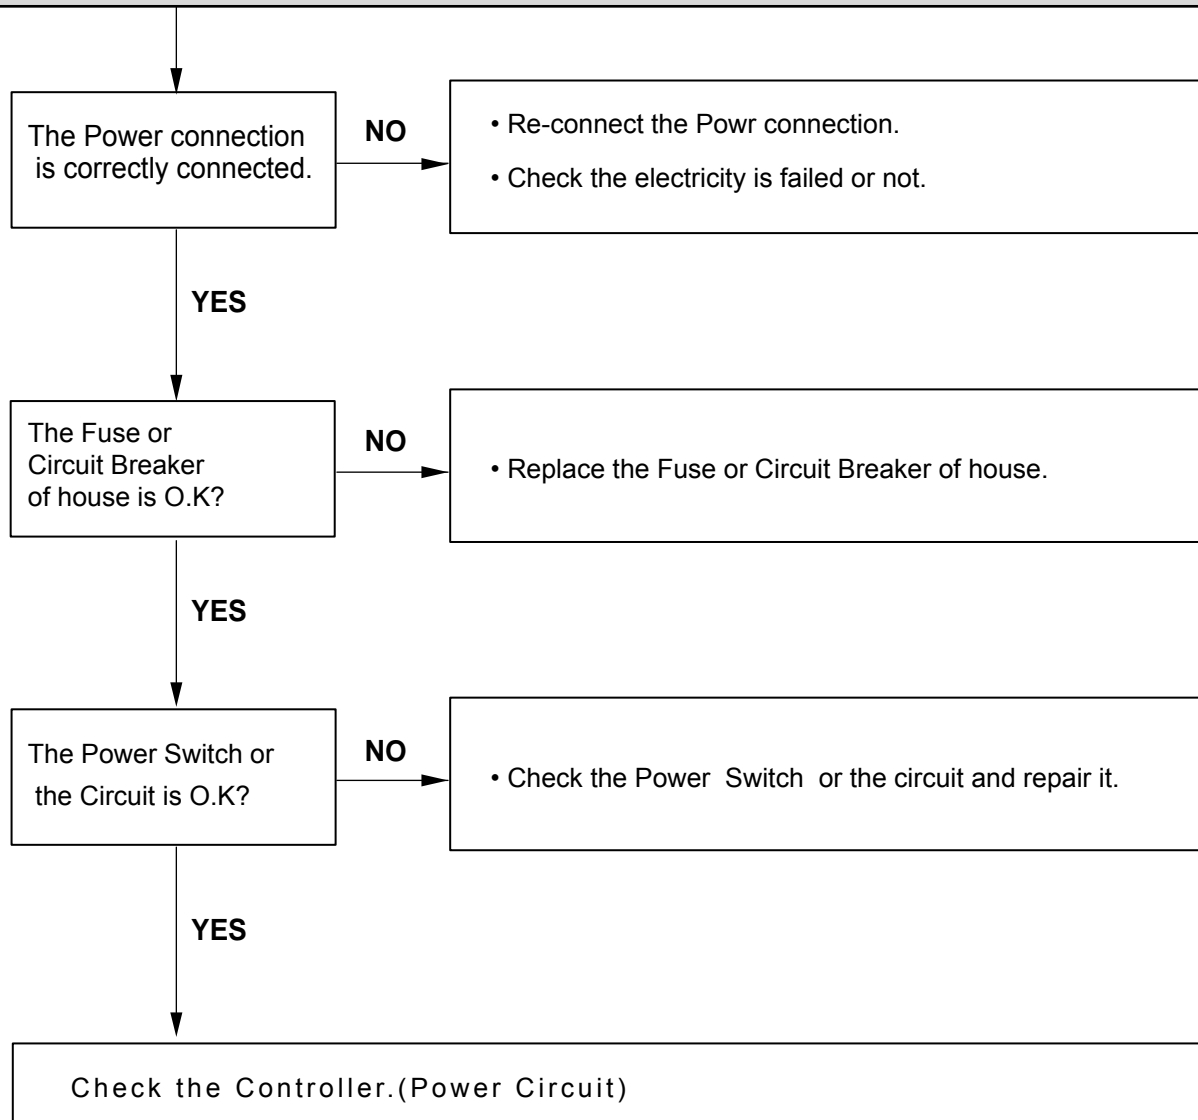 The Power connection
is correctly connected.
NO
• Re-connect the Powr connection.
• Check the electricity is failed or not.
YES
The Fuse or
Circuit Breaker
of house is O.K?
NO
• Replace the Fuse or Circuit Breaker of house.
YES
The Power Switch or
the Circuit is O.K?
NO
• Check the Power Switch or the circuit and repair it.
YES
Check the Controller.(Power Circuit)